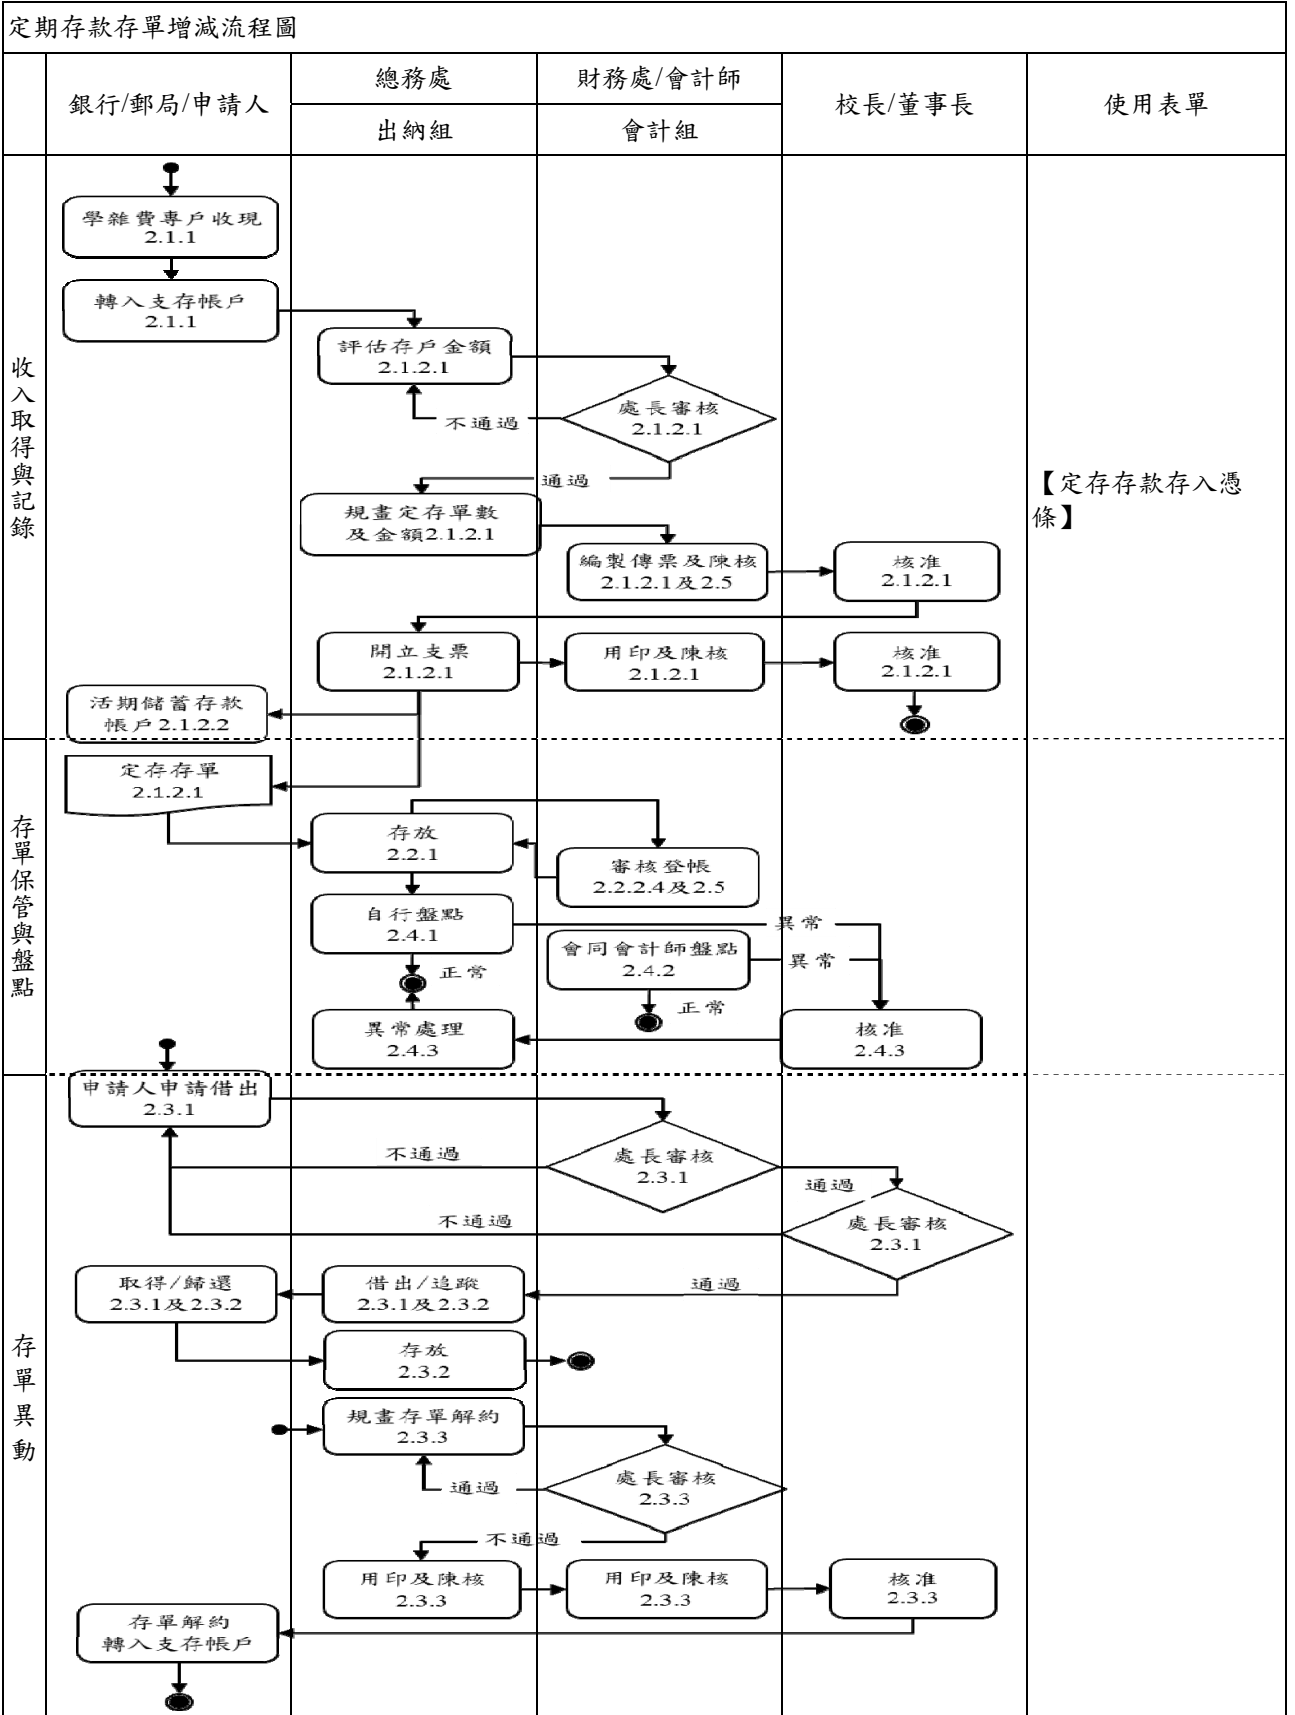 定期存款存單增減流程圖
銀行/郵局/申請人
總務處
財務處/會計師
校長/董事長
使用表單
出納組
會計組
收入取得與記錄
學雜費專戶收現
2.1.1
轉入支存帳戶
2.1.1
評估存戶金額
2.1.2.1
處長審核
2.1.2.1
不通過
通過
規畫定存單數
及金額2.1.2.1
編製傳票及陳核
2.1.2.1及2.5
核准
2.1.2.1
【定存存款存入憑
條】
開立支票
2.1.2.1
用印及陳核
2.1.2.1
核准
2.1.2.1
活期儲蓄存款
帳戶2.1.2.2
存單保管與盤點
定存存單
2.1.2.1
存放
2.2.1
審核登帳
2.2.2.4及2.5
自行盤點
2.4.1
異常
會同會計師盤點
2.4.2
異常
正常
正常
異常處理
2.4.3
核准
2.4.3
存單異動
申請人申請借出
2.3.1
處長審核
2.3.1
不通過
通過
處長審核
2.3.1
不通過
通過
取得/歸還
2.3.1及2.3.2
借出/追蹤
2.3.1及2.3.2
存放
2.3.2
規畫存單解約
2.3.3
處長審核
2.3.3
通過
不通過
用印及陳核
2.3.3
用印及陳核
2.3.3
核准
2.3.3
存單解約
轉入支存帳戶